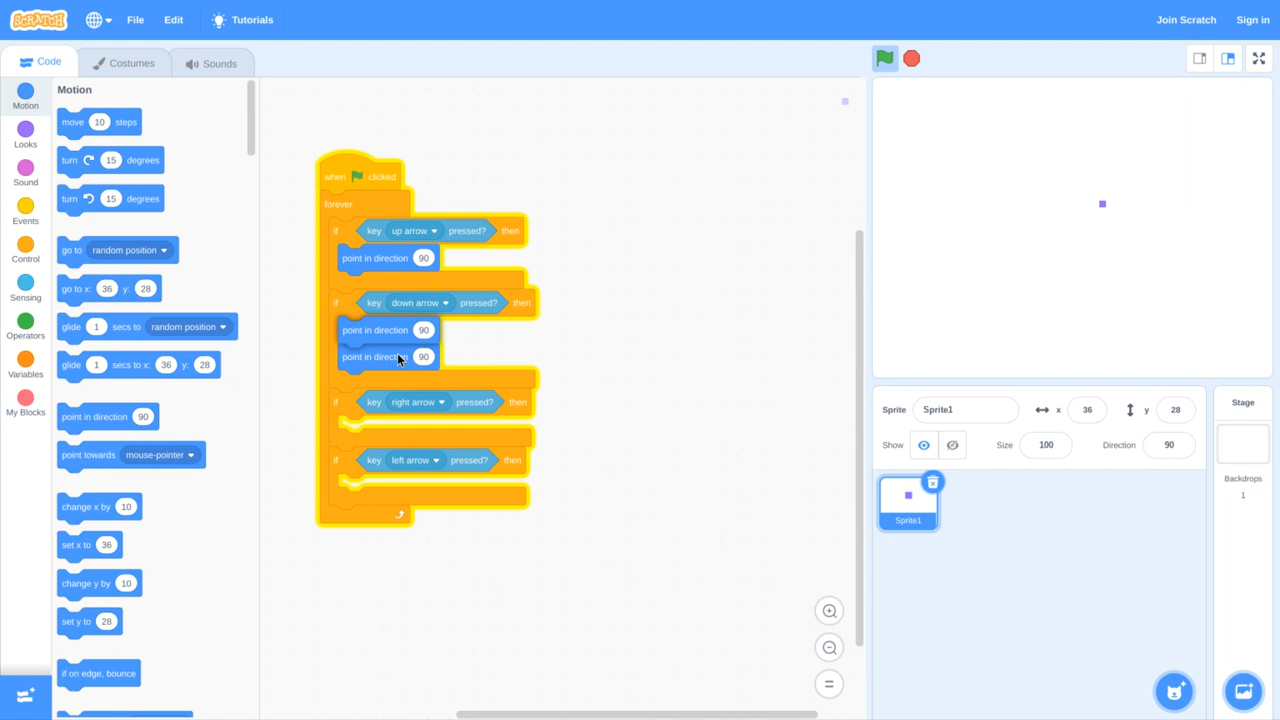 SCRATCH
File
Edit
Tutorials
Join Scratch
Sign in
Code
Costumes
Sounds
Motion
Looks
Sound
Events
Control
Sensing
Operators
Variables
My Blocks
Motion
move 10 steps
turn 15 degrees
turn 15 degrees
go to random position
go to x: 36 y: 28
glide 1 secs to random position
glide 1 secs to x: 36 y: 28
point in direction 90
point towards mouse-pointer
change x by 10
set x to 36
change y by 10
set y to 28
if on edge, bounce
when clicked
forever
if key up arrow pressed? then
point in direction 90
if key down arrow pressed? then
point in direction 90
point in direction 90
if key right arrow pressed? then
if key left arrow pressed? then
Sprite Sprite1 x 36 y 28
Show Size 100 Direction 90
Sprite1
Stage
Backdrops
1